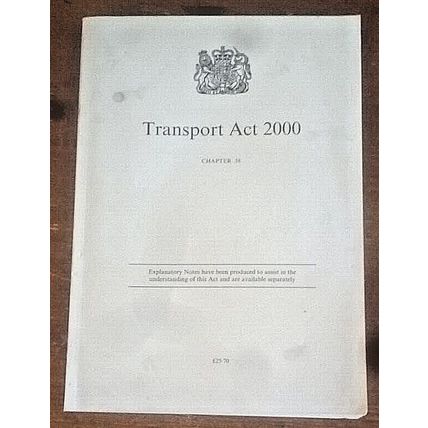 Transport Act 2000
CHAPTER 38
Explanatory Notes have been produced to assist in the
understanding of this Act and are available separately
£25·70